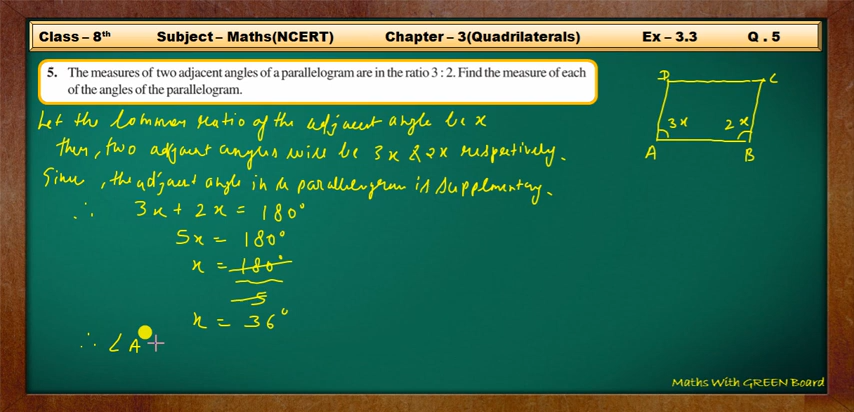 Class – 8th Subject – Maths(NCERT) Chapter – 3(Quadrilaterals) Ex – 3.3 Q . 5
5. The measures of two adjacent angles of a parallelogram are in the ratio 3 : 2. Find the measure of each
of the angles of the parallelogram.
D C
3x 2x
A B
Let the common ratio of the adjacent angle be x
then, two adjacent angles will be 3x & 2x respectively.
Since, the adjacent angle in a parallelogram is supplementary.
∴ 3x + 2x = 180°
5x = 180°
x = 180°
5
x = 36°
∴ ∠A
Maths With GREEN Board